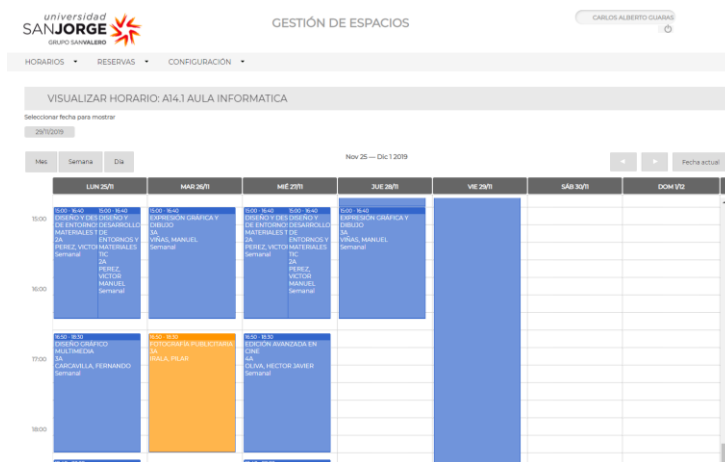 universidad
SANJORGE
GRUPO SANVALERO
GESTIÓN DE ESPACIOS
CARLOS ALBERTO GUAÑAS
HORARIOS RESERVAS CONFIGURACIÓN
VISUALIZAR HORARIO: A14.1 AULA INFORMATICA
Seleccionar fecha para mostrar
29/11/2019
Mes Semana Día
Nov 25 — Dic 1 2019
Fecha actual
LUN 25/11 MAR 26/11 MIÉ 27/11 JUE 28/11 VIE 29/11 SÁB 30/11 DOM 1/12
15:00
16:00
17:00
18:00
15:00 - 16:40
DISEÑO Y DES
DE ENTORNO
MATERIALES T
2A
PEREZ, VICTO
Semanal
15:00 - 16:40
DISEÑO Y
DESARROLLO
DE
ENTORNOS Y
MATERIALES
TIC
2A
PEREZ,
VICTOR
MANUEL
Semanal
15:00 - 16:40
EXPRESIÓN GRÁFICA Y
DIBUJO
3A
VIÑAS, MANUEL
Semanal
15:00 - 16:40
DISEÑO Y DES
DE ENTORNO
MATERIALES T
2A
PEREZ, VICTO
Semanal
15:00 - 16:40
DISEÑO Y
DESARROLLO
DE
ENTORNOS Y
MATERIALES
TIC
2A
PEREZ,
VICTOR
MANUEL
Semanal
15:00 - 16:40
EXPRESIÓN GRÁFICA Y
DIBUJO
3A
VIÑAS, MANUEL
Semanal
16:50 - 18:30
DISEÑO GRÁFICO
MULTIMEDIA
3A
CARCAVILLA, FERNANDO
Semanal
16:50 - 18:30
FOTOGRAFÍA PUBLICITARIA
3A
IRALA, PILAR
16:50 - 18:30
EDICIÓN AVANZADA EN
CINE
4A
OLIVA, HECTOR JAVIER
Semanal